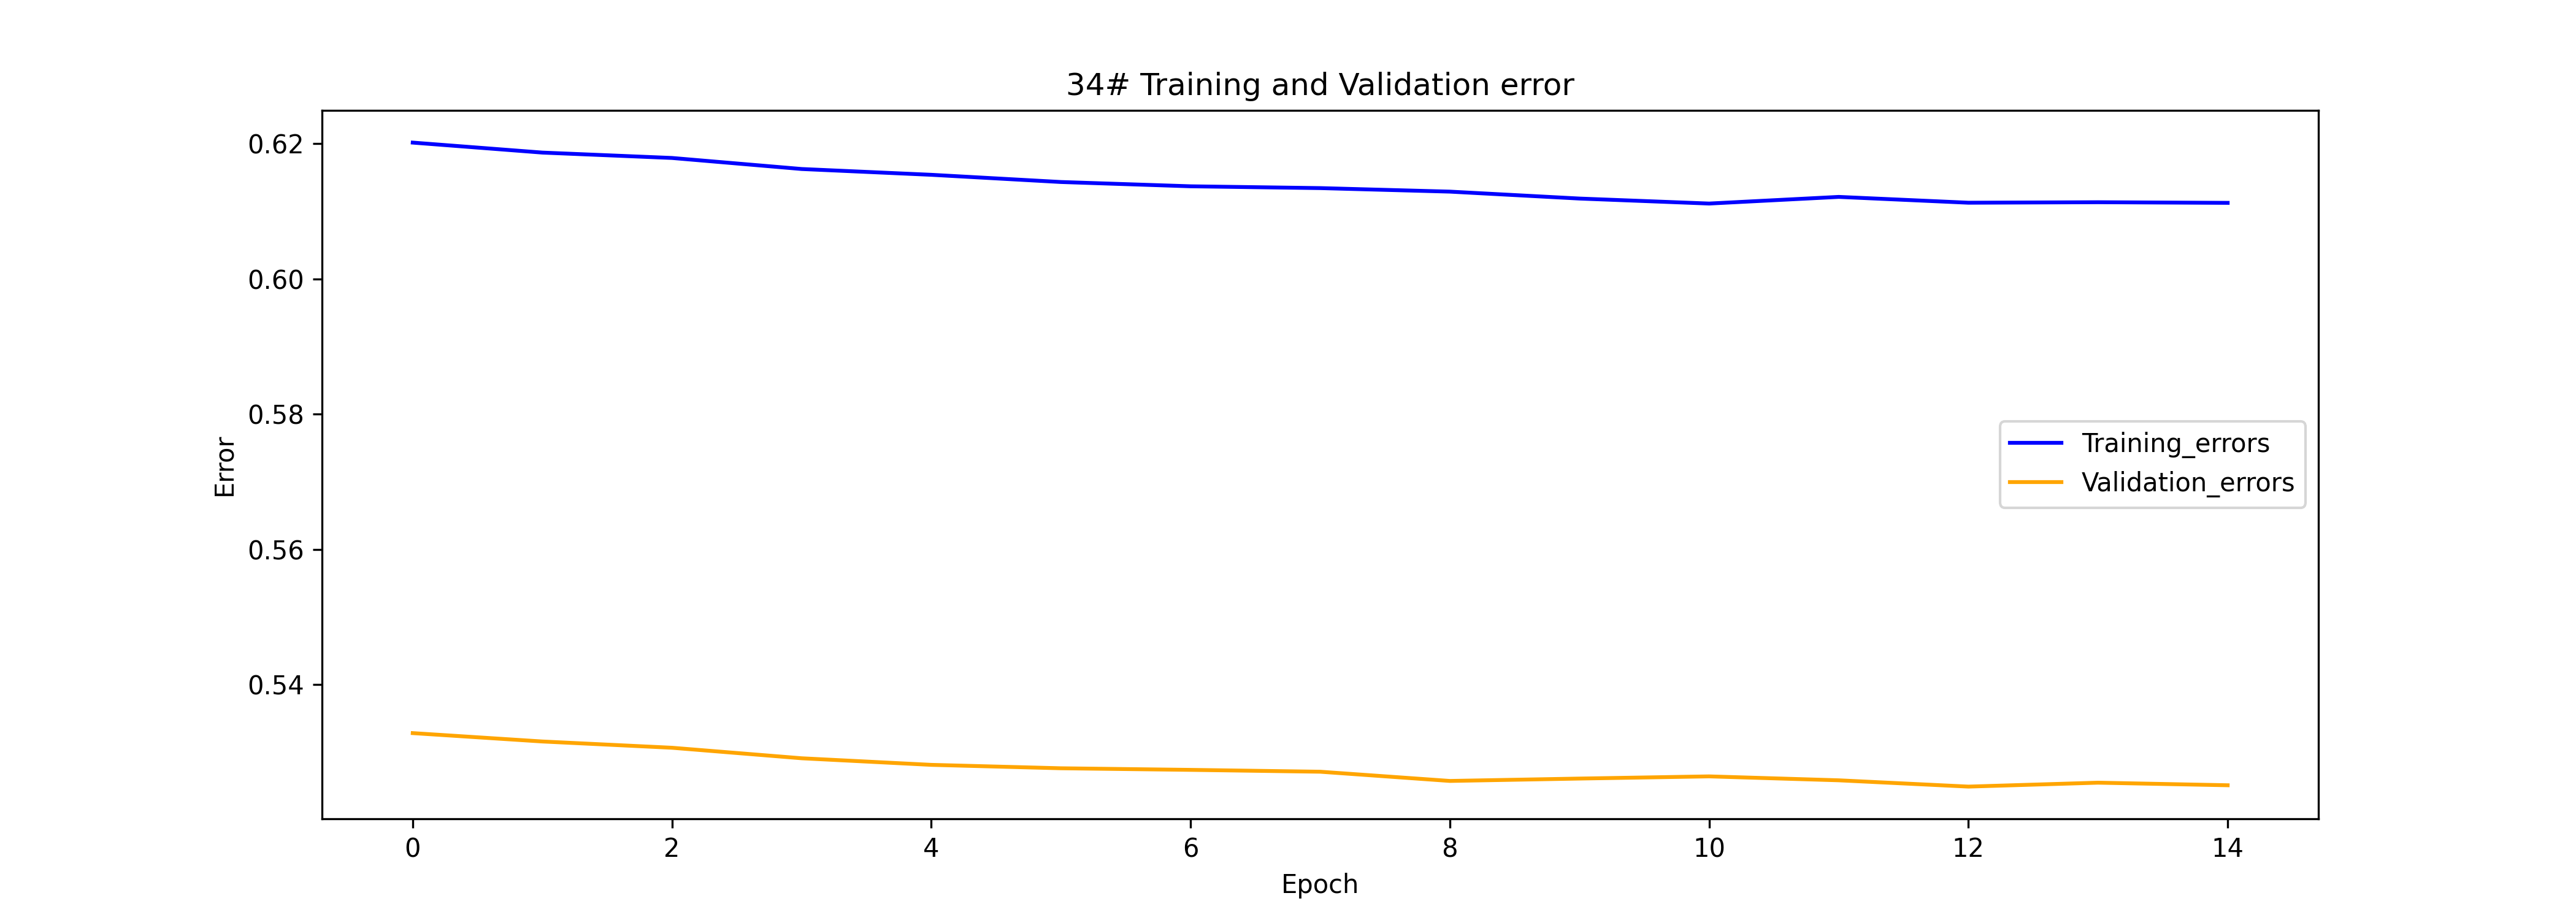 34# Training and Validation error
0.62
0.60
0.58
0.56
0.54
Error
Training_errors
Validation_errors
0 2 4 6 8 10 12 14
Epoch